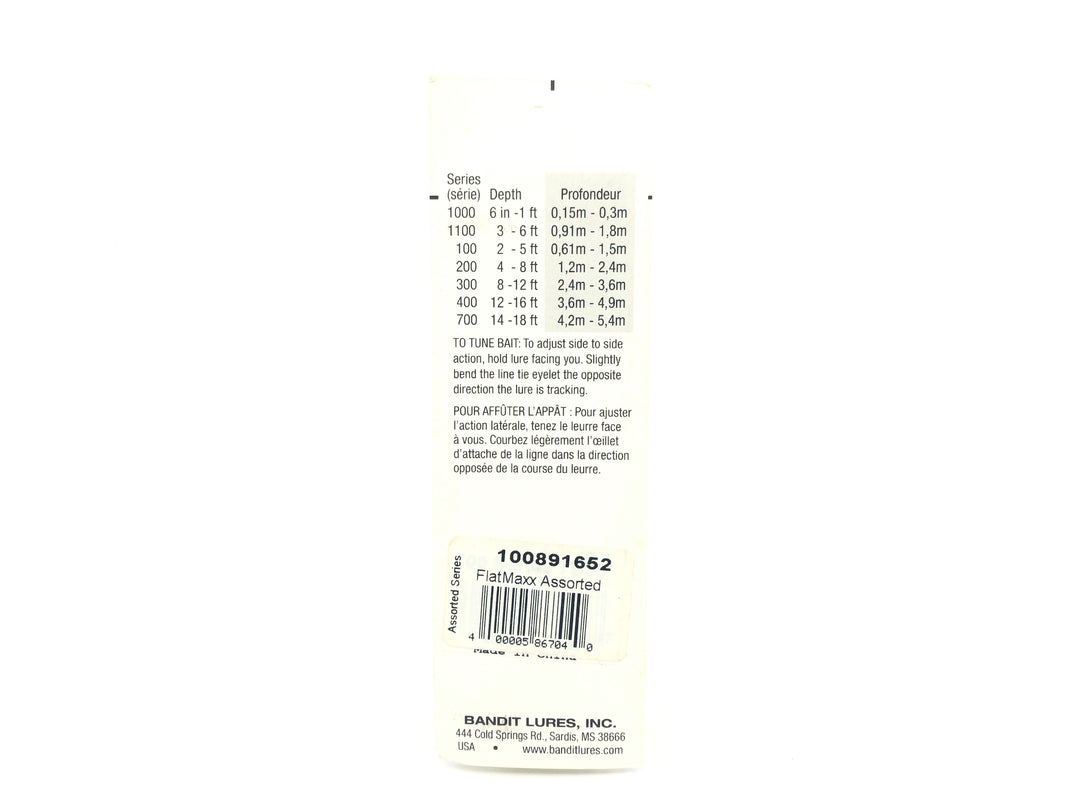 Series
(série) Depth Profondeur
1000 6 in -1 ft 0,15m - 0,3m
1100 3 - 6 ft 0,91m - 1,8m
100 2 - 5 ft 0,61m - 1,5m
200 4 - 8 ft 1,2m - 2,4m
300 8 -12 ft 2,4m - 3,6m
400 12 -16 ft 3,6m - 4,9m
700 14 -18 ft 4,2m - 5,4m
TO TUNE BAIT: To adjust side to side
action, hold lure facing you. Slightly
bend the line tie eyelet the opposite
direction the lure is tracking.
POUR AFFÛTER L'APPÂT : Pour ajuster
l'action latérale, tenez le leurre face
à vous. Courbez légèrement l'œillet
d'attache de la ligne dans la direction
opposée de la course du leurre.
Assorted Series
100891652
FlatMaxx Assorted
4 00005 86704 0
Made in China
BANDIT LURES, INC.
444 Cold Springs Rd., Sardis, MS 38666
USA • www.banditlures.com